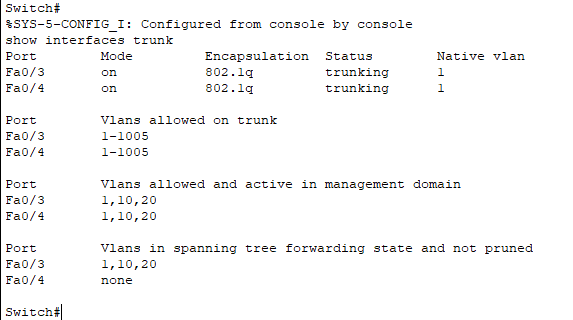 Switch#
%SYS-5-CONFIG_I: Configured from console by console
show interfaces trunk
Port        Mode         Encapsulation  Status        Native vlan
Fa0/3       on           802.1q         trunking      1
Fa0/4       on           802.1q         trunking      1
Port        Vlans allowed on trunk
Fa0/3       1-1005
Fa0/4       1-1005
Port        Vlans allowed and active in management domain
Fa0/3       1,10,20
Fa0/4       1,10,20
Port        Vlans in spanning tree forwarding state and not pruned
Fa0/3       1,10,20
Fa0/4       none
Switch#